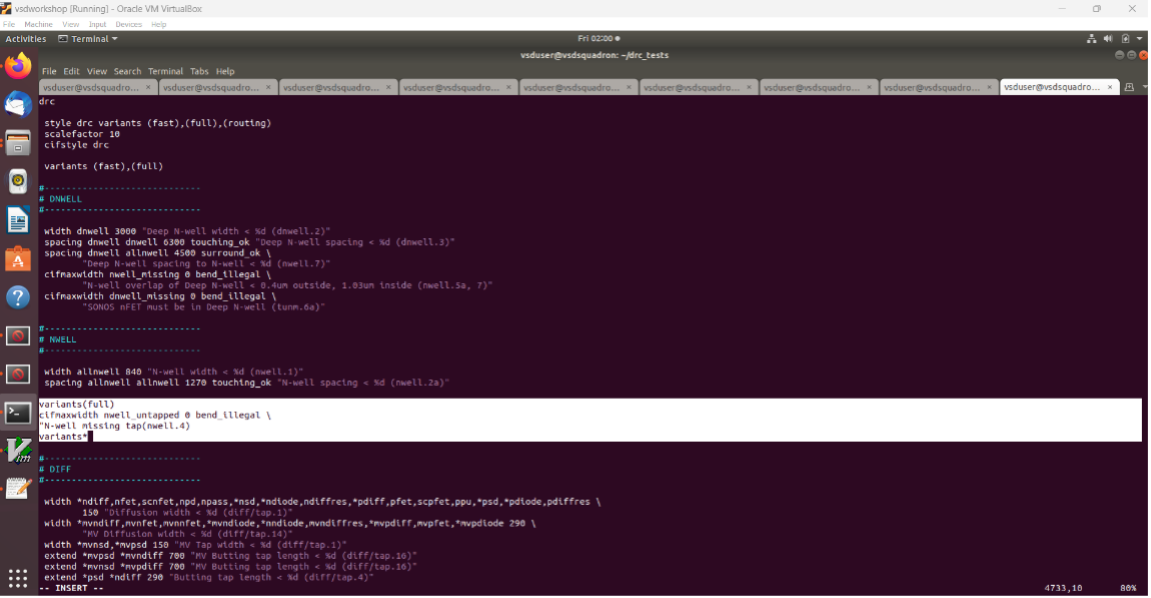 vsdworkshop [Running] - Oracle VM VirtualBox
File Machine View Input Devices Help
Activities Terminal Fri 02:00
vsduser@vsdsquadron: ~/drc_tests
File Edit View Search Terminal Tabs Help
vsduser@vsdsquadro... × vsduser@vsdsquadro... × vsduser@vsdsquadro... × vsduser@vsdsquadro... × vsduser@vsdsquadro... × vsduser@vsdsquadro... × vsduser@vsdsquadro... × vsduser@vsdsquadro... × vsduser@vsdsquadro... ×
drc
style drc variants (fast),(full),(routing)
scalefactor 10
cifstyle drc
variants (fast),(full)
#-----------------------------
# DNWELL
#-----------------------------
width dnwell 3000 "Deep N-well width < %d (dnwell.2)"
spacing dnwell dnwell 6300 touching_ok "Deep N-well spacing < %d (dnwell.3)"
spacing dnwell allnwell 4500 surround_ok \
"Deep N-well spacing to N-well < %d (nwell.7)"
cifmaxwidth nwell_missing 0 bend_illegal \
"N-well overlap of Deep N-well < 0.4um outside, 1.03um inside (nwell.5a, 7)"
cifmaxwidth dnwell_missing 0 bend_illegal \
"SONOS nFET must be in Deep N-well (tunm.6a)"
#-----------------------------
# NWELL
#-----------------------------
width allnwell 840 "N-well width < %d (nwell.1)"
spacing allnwell allnwell 1270 touching_ok "N-well spacing < %d (nwell.2a)"
variants(full)
cifmaxwidth nwell_untapped 0 bend_illegal \
"N-well missing tap(nwell.4)
variants*
#-----------------------------
# DIFF
#-----------------------------
width *ndiff,nfet,scnfet,npd,npass,*nsd,*ndiode,ndiffres,*pdiff,pfet,scpfet,ppu,*psd,*pdiode,pdiffres \
150 "Diffusion width < %d (diff/tap.1)"
width *mvndiff,mvnfet,mvnnfet,*mvndiode,*nndiode,mvndiffres,*mvpdiff,mvpfet,*mvpdiode 290 \
"MV Diffusion width < %d (diff/tap.14)"
width *mvnsd,*mvpsd 150 "MV Tap width < %d (diff/tap.1)"
extend *mvpsd *mvndiff 700 "MV Butting tap length < %d (diff/tap.16)"
extend *mvnsd *mvpdiff 700 "MV Butting tap length < %d (diff/tap.16)"
extend *psd *ndiff 290 "Butting tap length < %d (diff/tap.4)"
-- INSERT -- 4733,10 80%